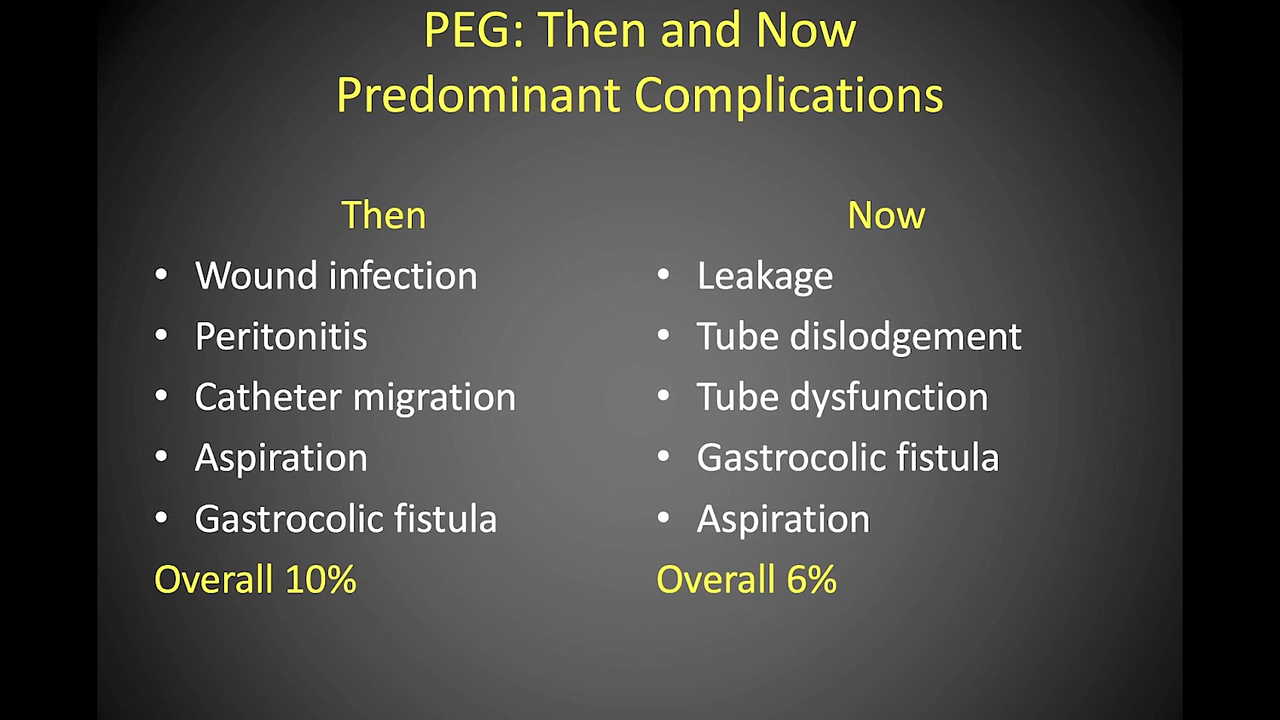 PEG: Then and Now
Predominant Complications
Then
• Wound infection
• Peritonitis
• Catheter migration
• Aspiration
• Gastrocolic fistula
Overall 10%
Now
• Leakage
• Tube dislodgement
• Tube dysfunction
• Gastrocolic fistula
• Aspiration
Overall 6%